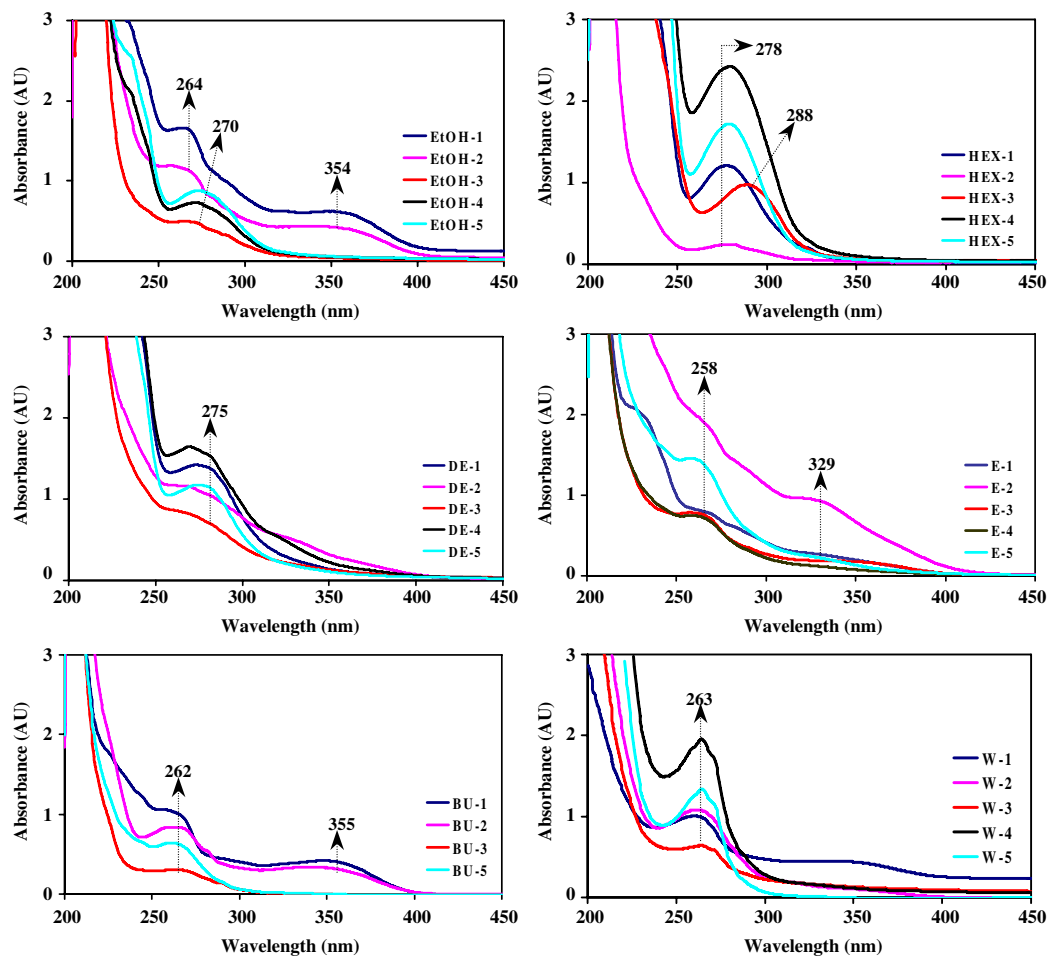 3
2
1
0
Absorbance (AU)
200 250 300 350 400 450
Wavelength (nm)
264
270
354
EtOH-1
EtOH-2
EtOH-3
EtOH-4
EtOH-5
3
2
1
0
Absorbance (AU)
200 250 300 350 400 450
Wavelength (nm)
278
288
HEX-1
HEX-2
HEX-3
HEX-4
HEX-5
3
2
1
0
Absorbance (AU)
200 250 300 350 400 450
Wavelength (nm)
275
DE-1
DE-2
DE-3
DE-4
DE-5
3
2
1
0
Absorbance (AU)
200 250 300 350 400 450
Wavelength (nm)
258
329
E-1
E-2
E-3
E-4
E-5
3
2
1
0
Absorbance (AU)
200 250 300 350 400 450
Wavelength (nm)
262
355
BU-1
BU-2
BU-3
BU-5
3
2
1
0
Absorbance (AU)
200 250 300 350 400 450
Wavelength (nm)
263
W-1
W-2
W-3
W-4
W-5